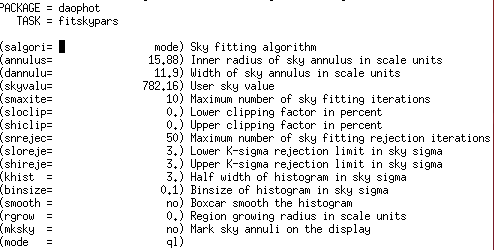 PACKAGE = daophot
TASK = fitskypars
(salgori= mode) Sky fitting algorithm
(annulus= 15.88) Inner radius of sky annulus in scale units
(dannulu= 11.9) Width of sky annulus in scale units
(skyvalu= 782.16) User sky value
(smaxite= 10) Maximum number of sky fitting iterations
(sloclip= 0.) Lower clipping factor in percent
(shiclip= 0.) Upper clipping factor in percent
(snrejec= 50) Maximum number of sky fitting rejection iterations
(sloreje= 3.) Lower K-sigma rejection limit in sky sigma
(shireje= 3.) Upper K-sigma rejection limit in sky sigma
(khist = 3.) Half width of histogram in sky sigma
(binsize= 0.1) Binsize of histogram in sky sigma
(smooth = no) Boxcar smooth the histogram
(rgrow = 0.) Region growing radius in scale units
(mksky = no) Mark sky annuli on the display
(mode = ql)